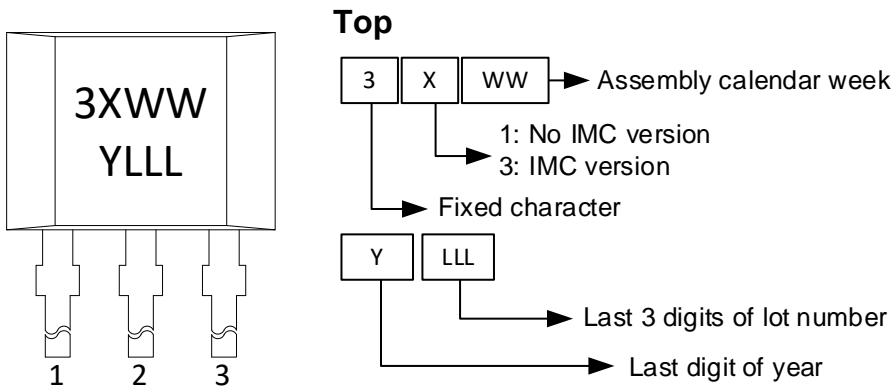 Top
3XWW
YLLL
1 2 3
3 X WW Assembly calendar week
1: No IMC version
3: IMC version
Fixed character
Y LLL
Last 3 digits of lot number
Last digit of year